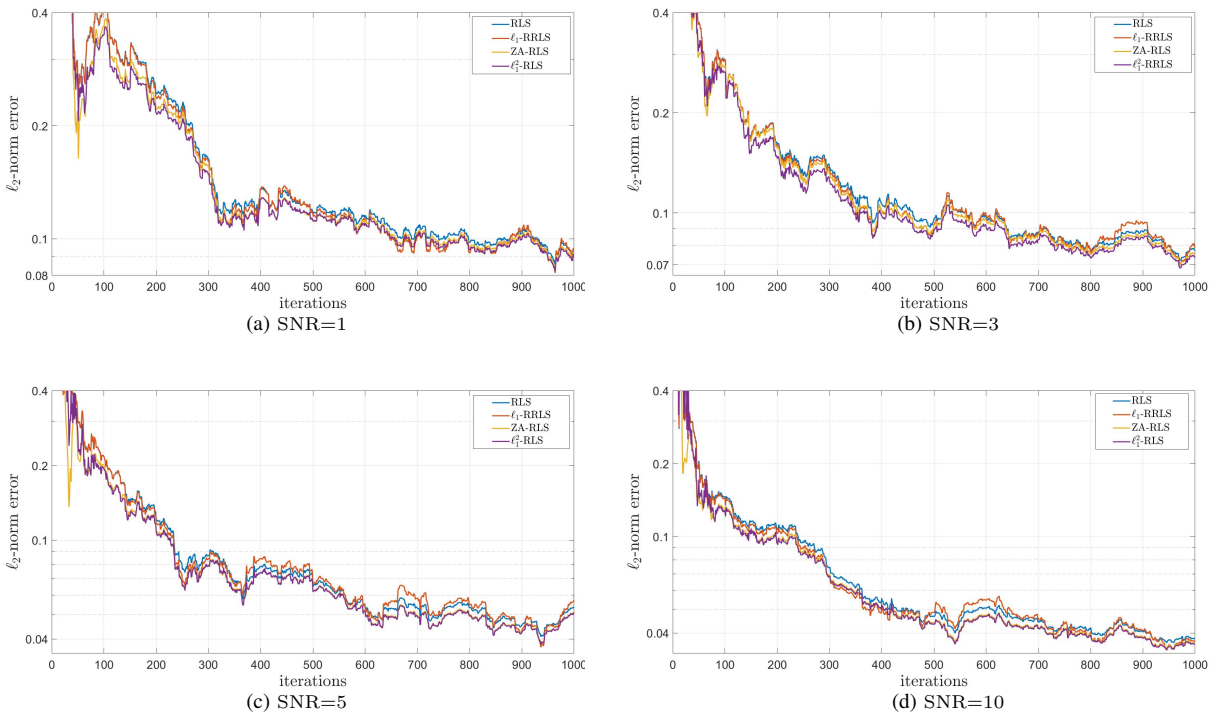 0.4
0.2
0.1
0.08
ℓ₂-norm error
RLS
ℓ₁-RRLS
ZA-RLS
ℓ₁²-RLS
0 100 200 300 400 500 600 700 800 900 1000
iterations
(a) SNR=1
0.4
0.2
0.1
0.07
ℓ₂-norm error
RLS
ℓ₁-RRLS
ZA-RLS
ℓ₁²-RLS
0 100 200 300 400 500 600 700 800 900 1000
iterations
(b) SNR=3
0.4
0.2
0.1
0.04
ℓ₂-norm error
RLS
ℓ₁-RRLS
ZA-RLS
ℓ₁²-RLS
0 100 200 300 400 500 600 700 800 900 1000
iterations
(c) SNR=5
0.4
0.2
0.1
0.04
ℓ₂-norm error
RLS
ℓ₁-RRLS
ZA-RLS
ℓ₁²-RLS
0 100 200 300 400 500 600 700 800 900 1000
iterations
(d) SNR=10